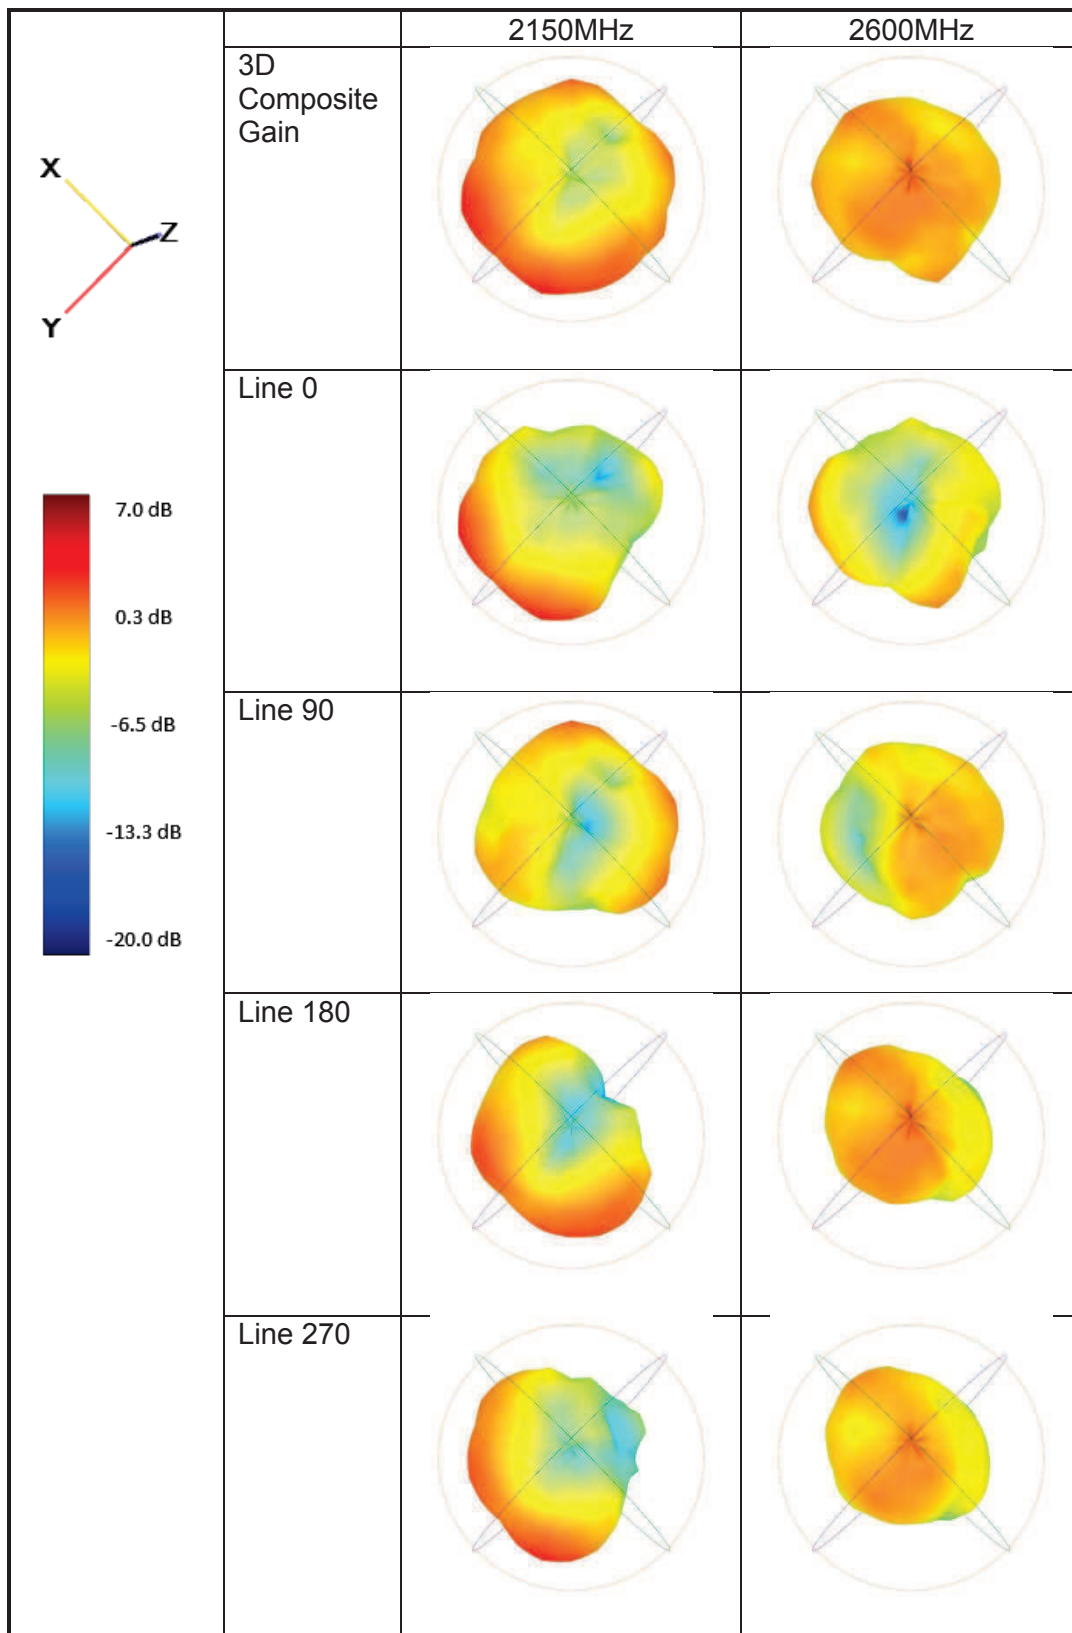 2150MHz
2600MHz
3D
Composite
Gain
X
Z
Y
Line 0
7.0 dB
0.3 dB
-6.5 dB
-13.3 dB
-20.0 dB
Line 90
Line 180
Line 270